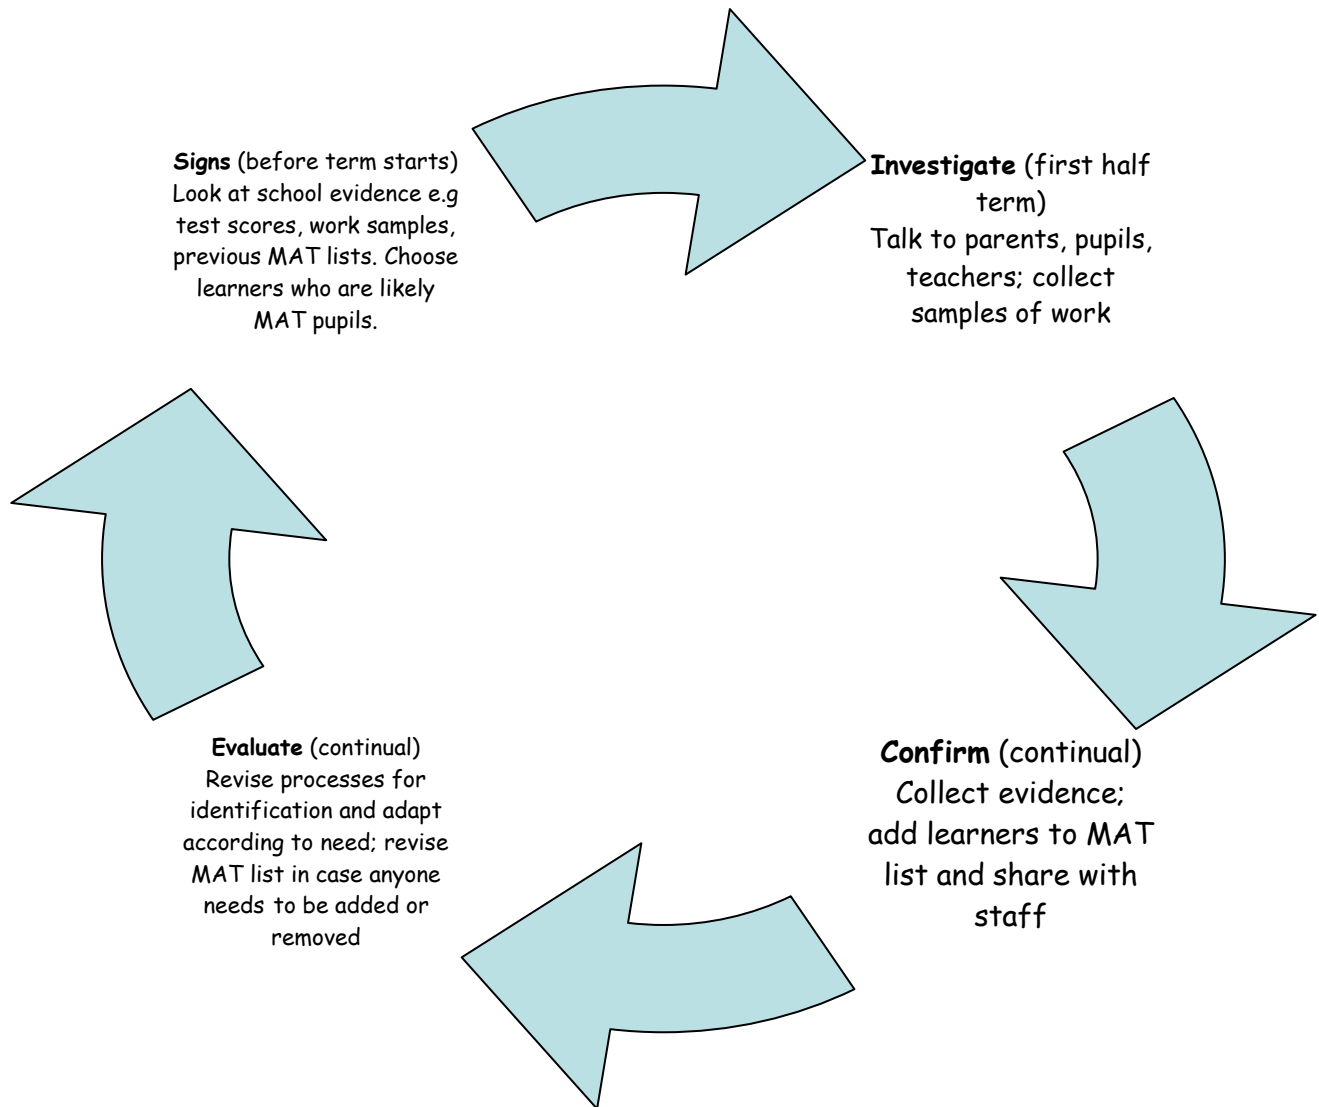 Signs (before term starts)
Look at school evidence e.g
test scores, work samples,
previous MAT lists. Choose
learners who are likely
MAT pupils.
Investigate (first half
term)
Talk to parents, pupils,
teachers; collect
samples of work
Confirm (continual)
Collect evidence;
add learners to MAT
list and share with
staff
Evaluate (continual)
Revise processes for
identification and adapt
according to need; revise
MAT list in case anyone
needs to be added or
removed